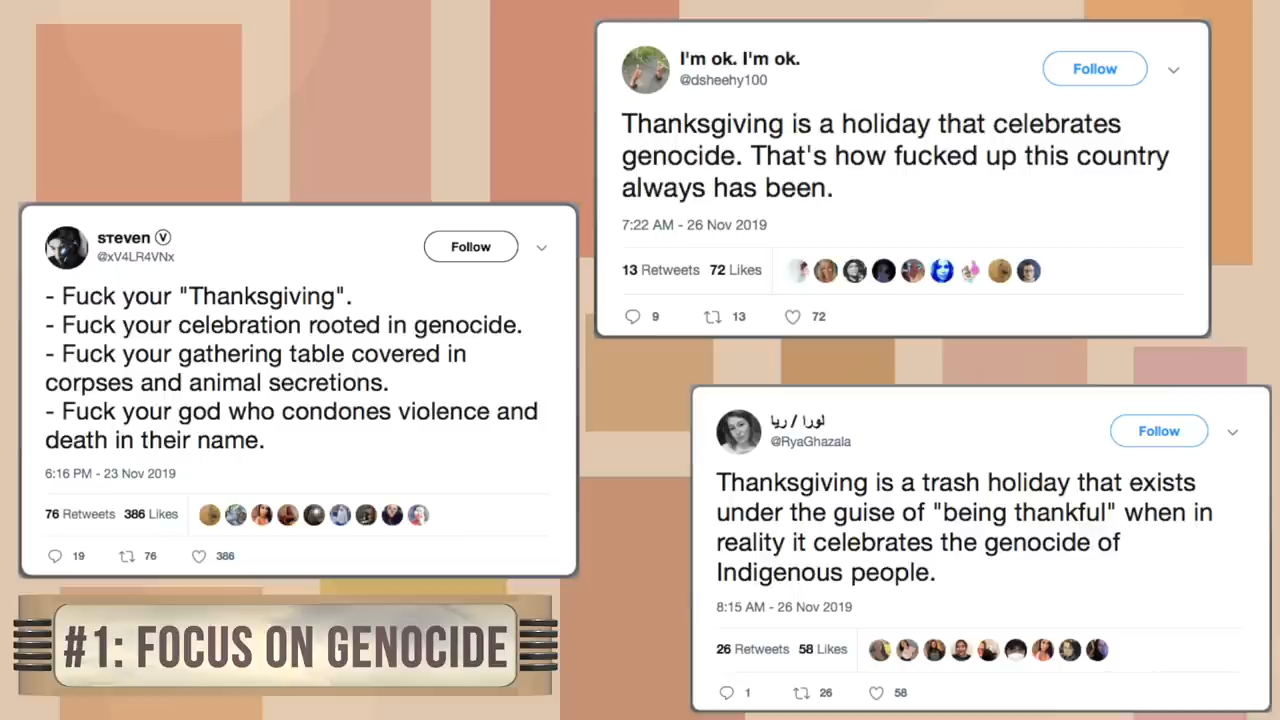 I'm ok. I'm ok.
@dsheehy100
Follow
Thanksgiving is a holiday that celebrates
genocide. That's how fucked up this country
always has been.
7:22 AM - 26 Nov 2019
13 Retweets 72 Likes
9 13 72
sтeven Ⓥ
@xV4LR4VNx
Follow
- Fuck your "Thanksgiving".
- Fuck your celebration rooted in genocide.
- Fuck your gathering table covered in
corpses and animal secretions.
- Fuck your god who condones violence and
death in their name.
6:16 PM - 23 Nov 2019
76 Retweets 386 Likes
19 76 386
لورا / ريا
@RyaGhazala
Follow
Thanksgiving is a trash holiday that exists
under the guise of "being thankful" when in
reality it celebrates the genocide of
Indigenous people.
8:15 AM - 26 Nov 2019
26 Retweets 58 Likes
1 26 58
#1: FOCUS ON GENOCIDE